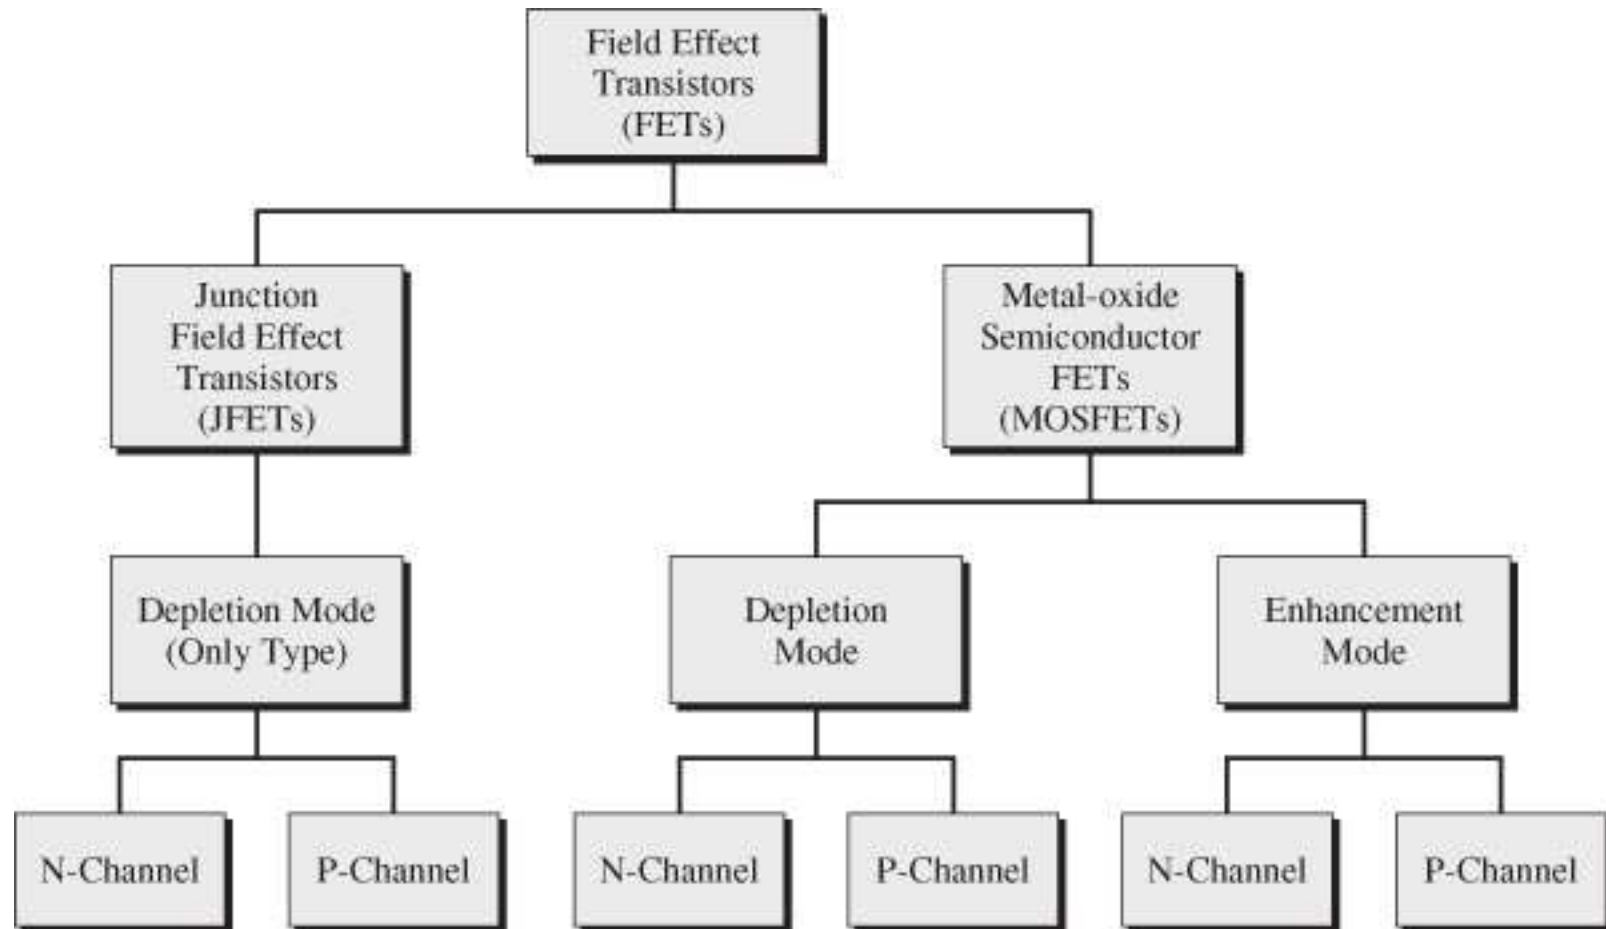 Field Effect
Transistors
(FETs)
Junction
Field Effect
Transistors
(JFETs)
Metal-oxide
Semiconductor
FETs
(MOSFETs)
Depletion Mode
(Only Type)
Depletion
Mode
Enhancement
Mode
N-Channel
P-Channel
N-Channel
P-Channel
N-Channel
P-Channel